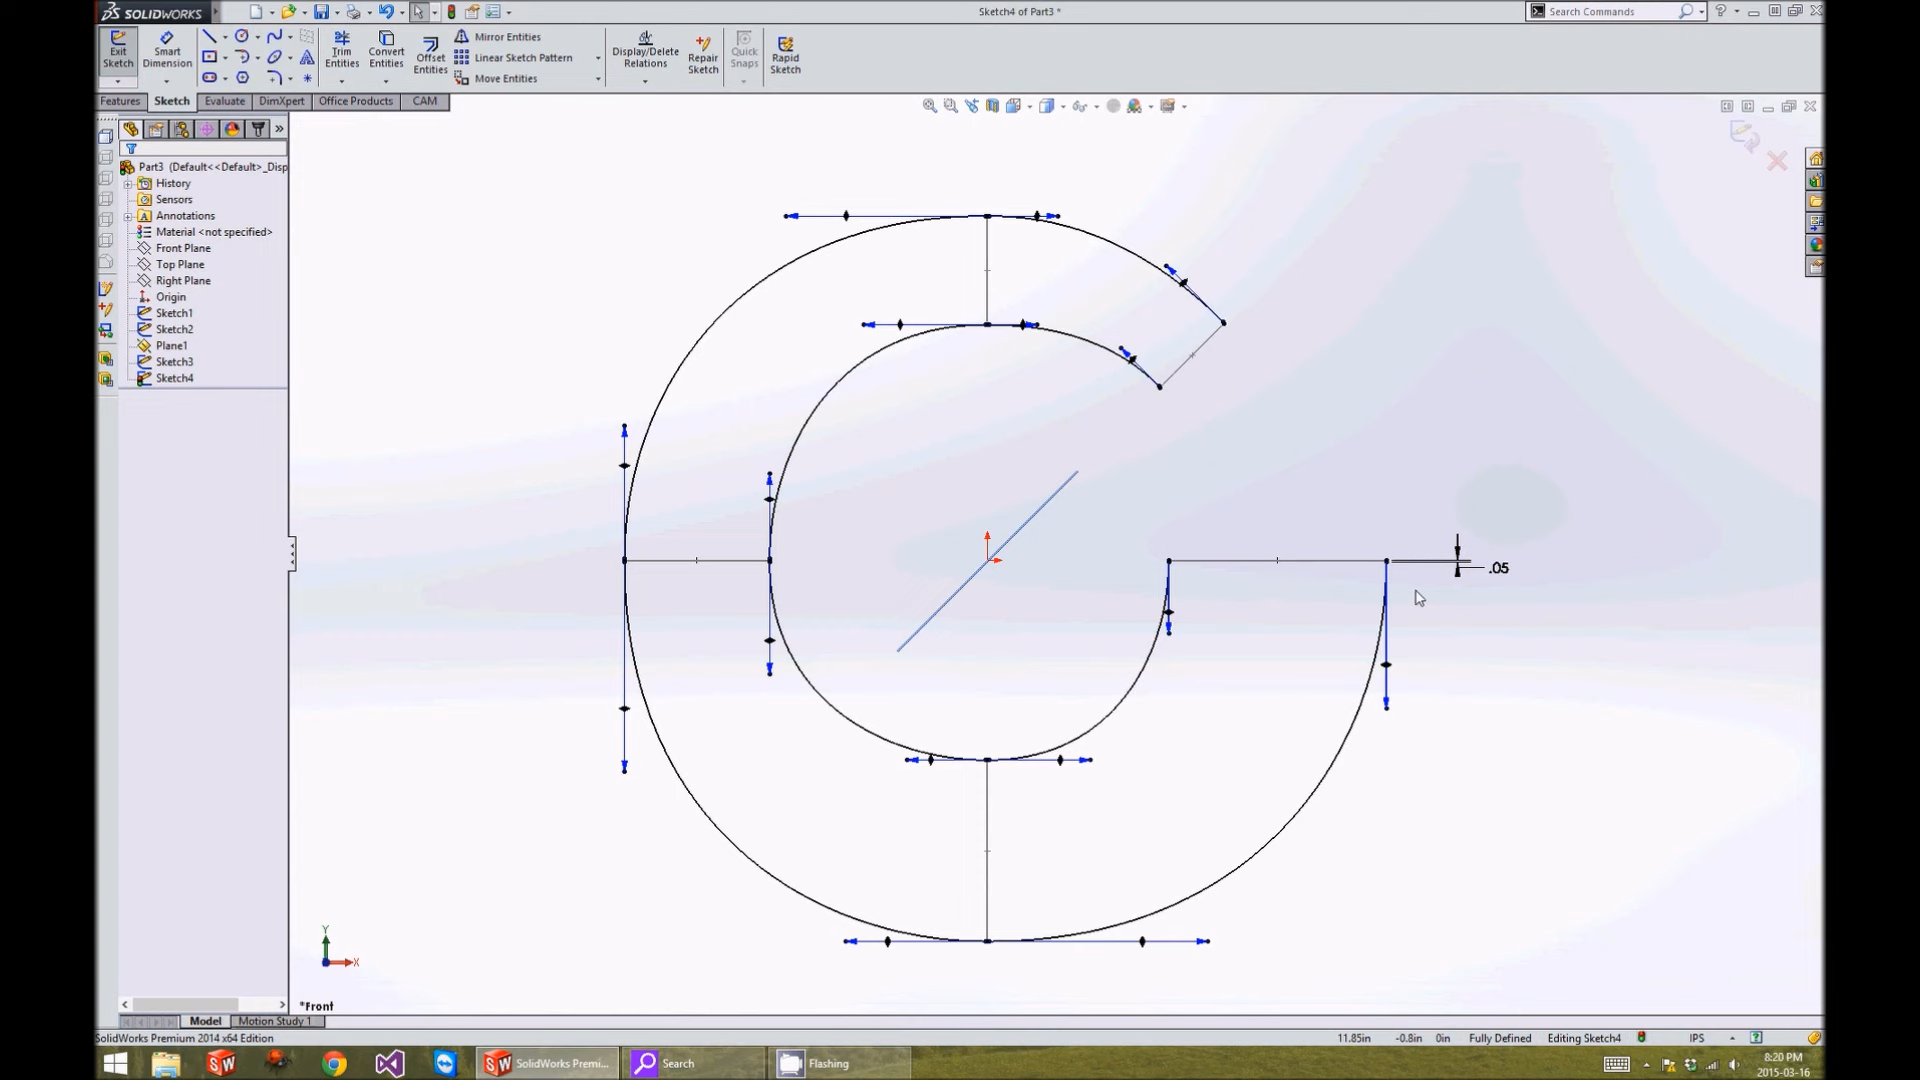 SOLIDWORKS
Sketch4 of Part3 *
Search Commands
Exit Sketch
Smart Dimension
Trim Entities
Convert Entities
Offset Entities
Mirror Entities
Linear Sketch Pattern
Move Entities
Display/Delete Relations
Repair Sketch
Quick Snaps
Rapid Sketch
Features
Sketch
Evaluate
DimXpert
Office Products
CAM
Part3 (Default<<Default>_Disp
History
Sensors
A Annotations
Material <not specified>
Front Plane
Top Plane
Right Plane
Origin
Sketch1
Sketch2
Plane1
Sketch3
Sketch4
.05
Y
X
*Front
Model
Motion Study 1
SolidWorks Premium 2014 x64 Edition
11.85in
-0.8in
0in
Fully Defined
Editing Sketch4
IPS
SolidWorks Premi...
Search
Flashing
8:20 PM
2015-03-16